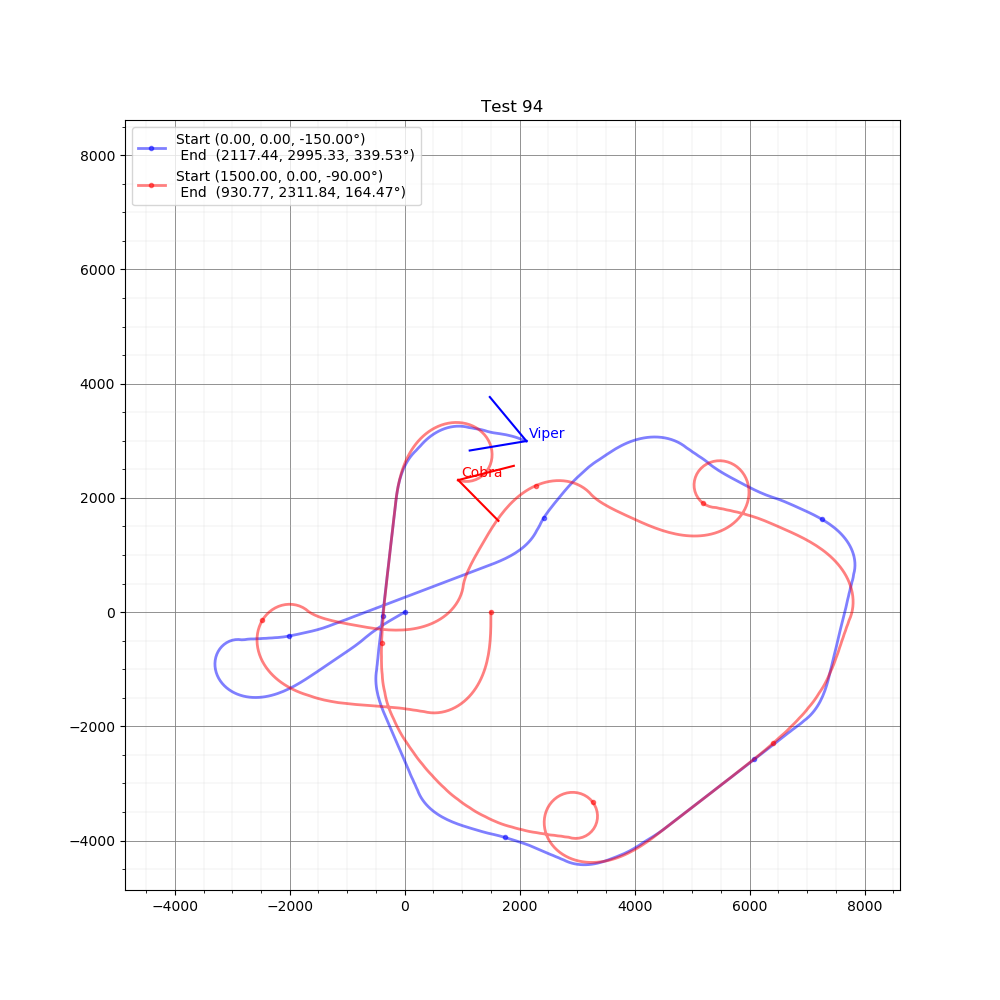 Test 94
Start (0.00, 0.00, -150.00°)
End (2117.44, 2995.33, 339.53°)
Start (1500.00, 0.00, -90.00°)
End (930.77, 2311.84, 164.47°)
8000
6000
4000
2000
0
−2000
−4000
Viper
Cobra
−4000 −2000 0 2000 4000 6000 8000